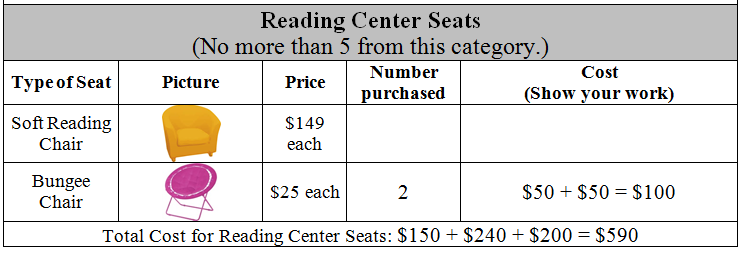 Reading Center Seats
(No more than 5 from this category.)
Type of Seat Picture Price Number purchased Cost (Show your work)
Soft Reading Chair $149 each
Bungee Chair $25 each 2 $50 + $50 = $100
Total Cost for Reading Center Seats: $150 + $240 + $200 = $590